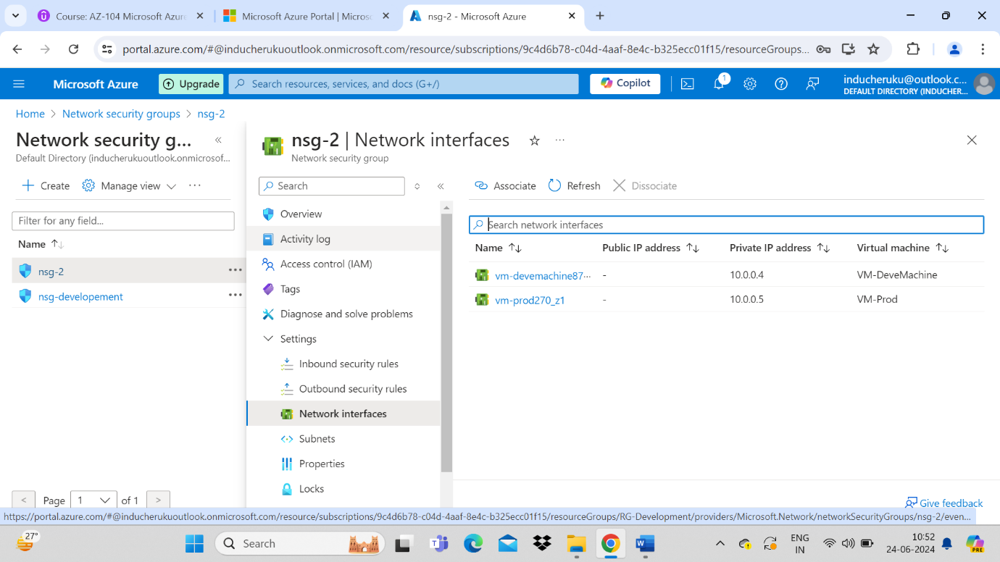 Course: AZ-104 Microsoft Azure
Microsoft Azure Portal | Microsc
nsg-2 - Microsoft Azure
portal.azure.com/#@inducherukuoutlook.onmicrosoft.com/resource/subscriptions/9c4d6b78-c04d-4aaf-8e4c-b325ecc01f15/resourceGroups...
Microsoft Azure
Upgrade
Search resources, services, and docs (G+/)
Copilot
1
inducheruku@outlook.c...
DEFAULT DIRECTORY (INDUCHER...
Home > Network security groups > nsg-2
Network security g... «
Default Directory (inducherukuoutlook.onmicrosof...
+ Create
Manage view
...
Filter for any field...
Name ↑↓
nsg-2 ...
nsg-developement ...
< Page 1 of 1 >
nsg-2 | Network interfaces ...
Network security group
Search «
Overview
Activity log
Access control (IAM)
Tags
Diagnose and solve problems
Settings
Inbound security rules
Outbound security rules
Network interfaces
Subnets
Properties
Locks
Associate Refresh Dissociate
Search network interfaces
Name ↑↓ Public IP address ↑↓ Private IP address ↑↓ Virtual machine ↑↓
vm-devemachine87... - 10.0.0.4 VM-DeveMachine
vm-prod270_z1 - 10.0.0.5 VM-Prod
Give feedback
https://portal.azure.com/#@inducherukuoutlook.onmicrosoft.com/resource/subscriptions/9c4d6b78-c04d-4aaf-8e4c-b325ecc01f15/resourceGroups/RG-Development/providers/Microsoft.Network/networkSecurityGroups/nsg-2/even...
27°
Search
ENG
IN
10:52
24-06-2024
PRE